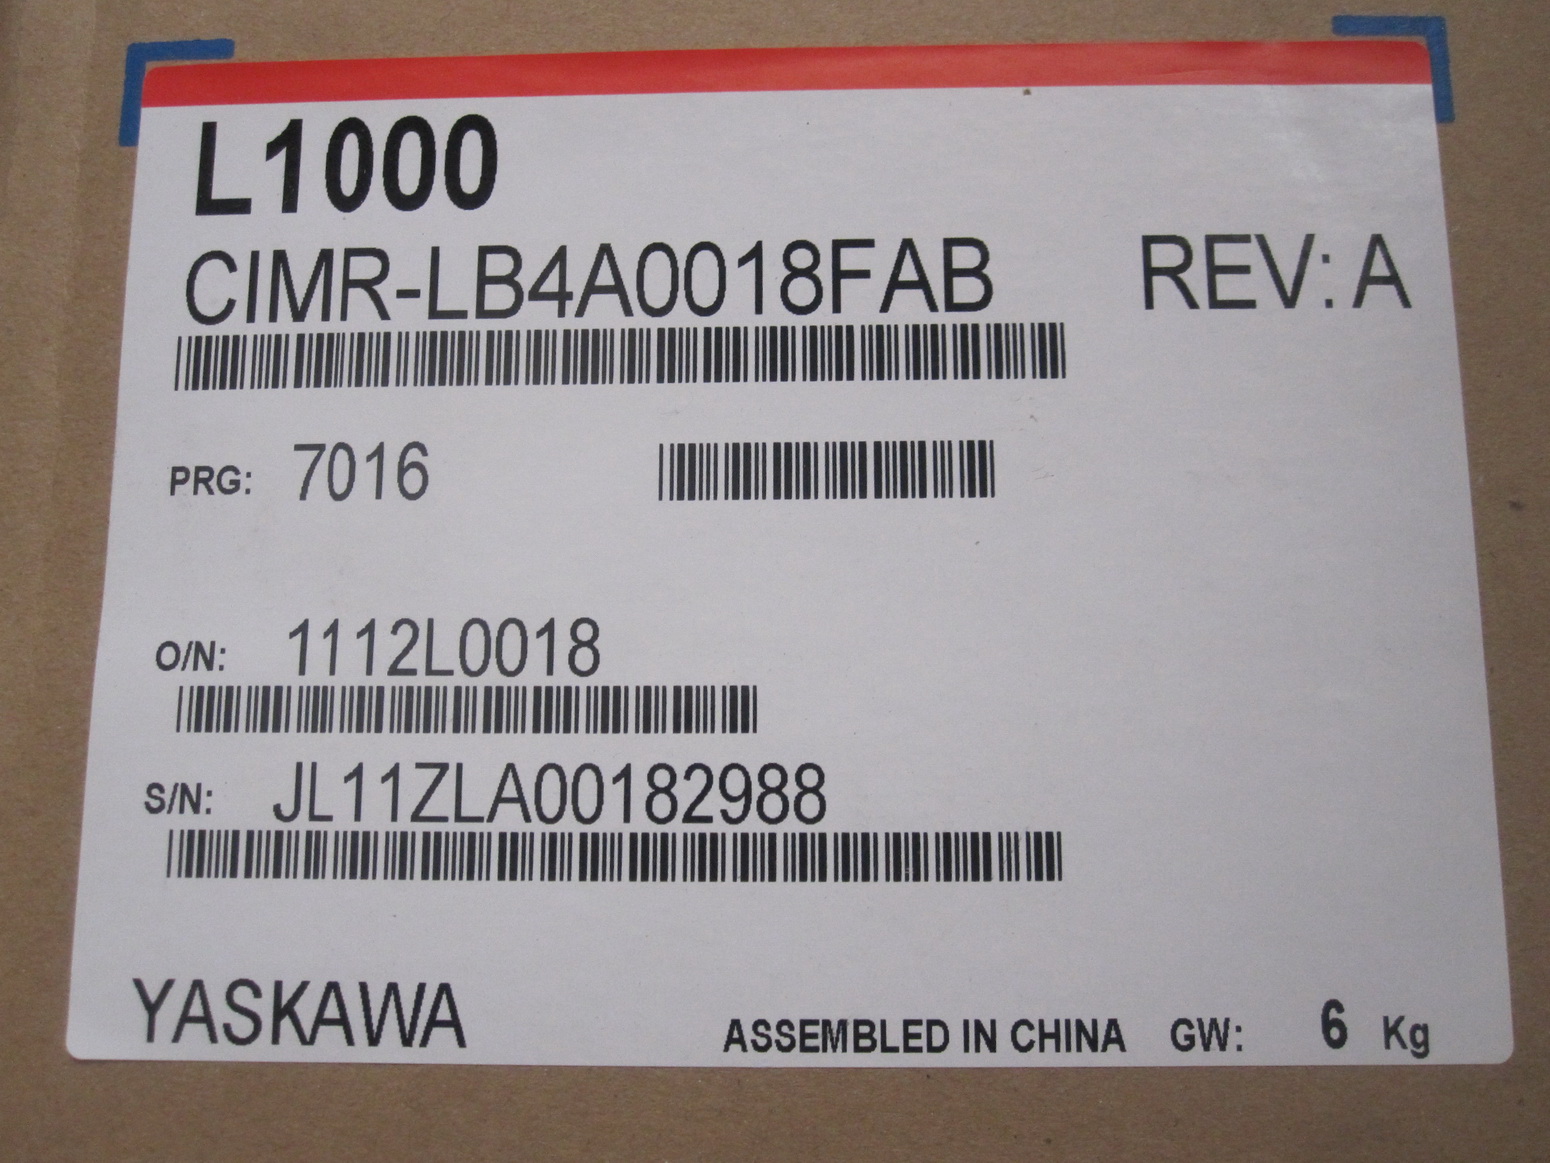 L1000
CIMR-LB4A0018FAB REV: A
PRG: 7016
O/N: 1112L0018
S/N: JL11ZLA00182988
YASKAWA
ASSEMBLED IN CHINA GW: 6 Kg